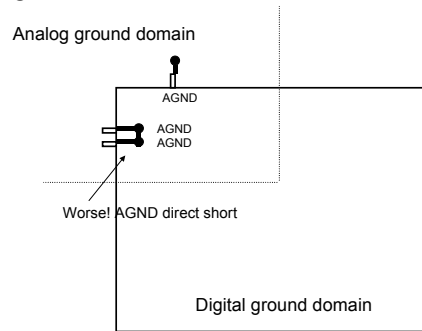 Analog ground domain
AGND
AGND
AGND
Worse! AGND direct short
Digital ground domain